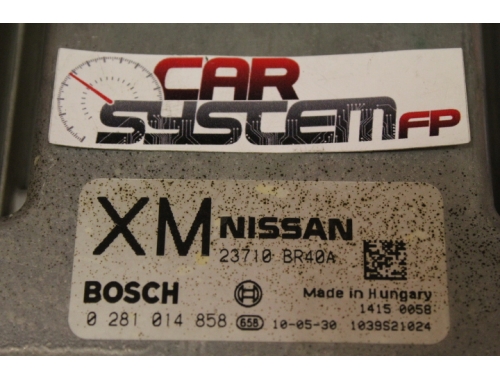 CAR
SYSTEM FP
XM NISSAN
23710 BR40A
BOSCH
Made in Hungary
1415 0058
0 281 014 858 658 10-05-30 1039S21024